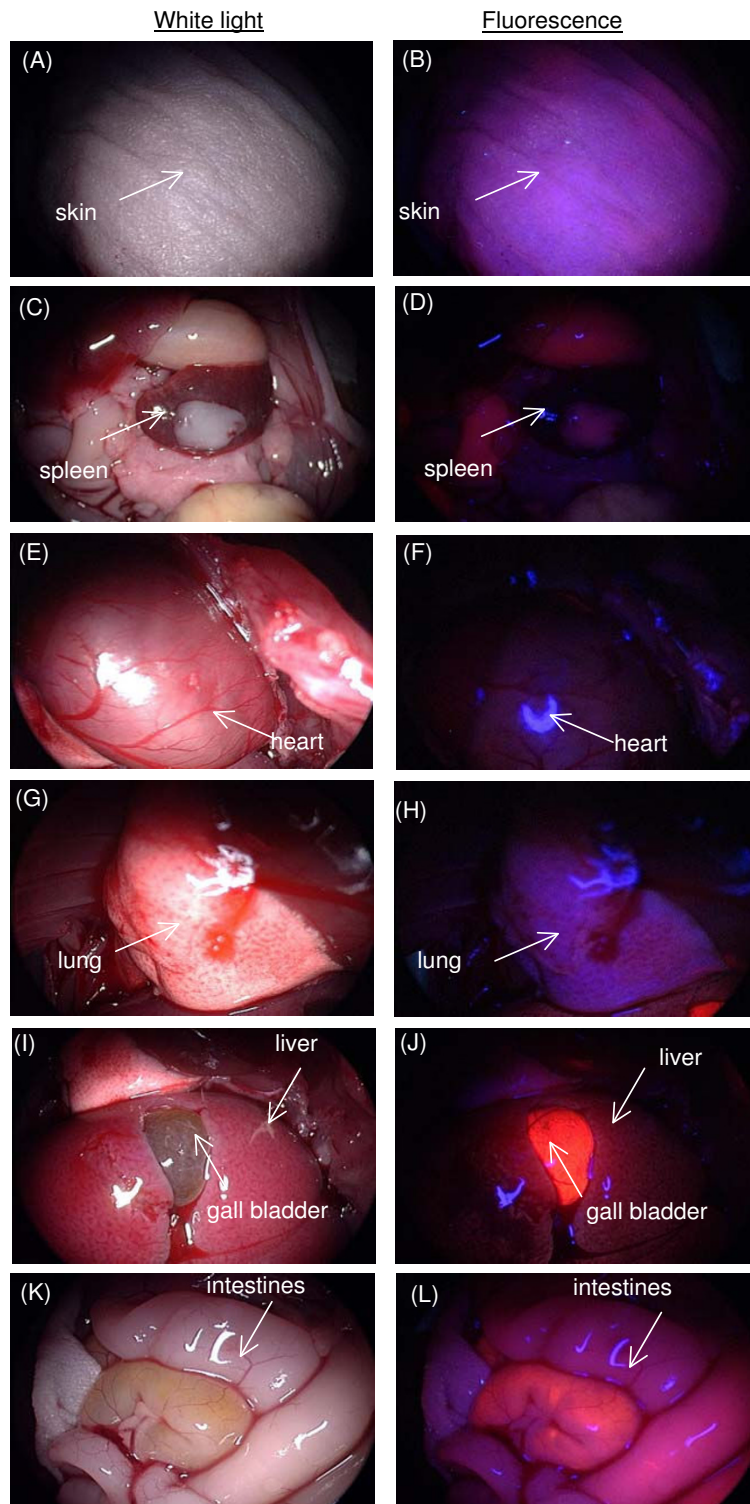 White light
Fluorescence
(A)
skin
(B)
skin
(C)
spleen
(D)
spleen
(E)
heart
(F)
heart
(G)
lung
(H)
lung
(I)
liver
gall bladder
(J)
liver
gall bladder
(K)
intestines
(L)
intestines